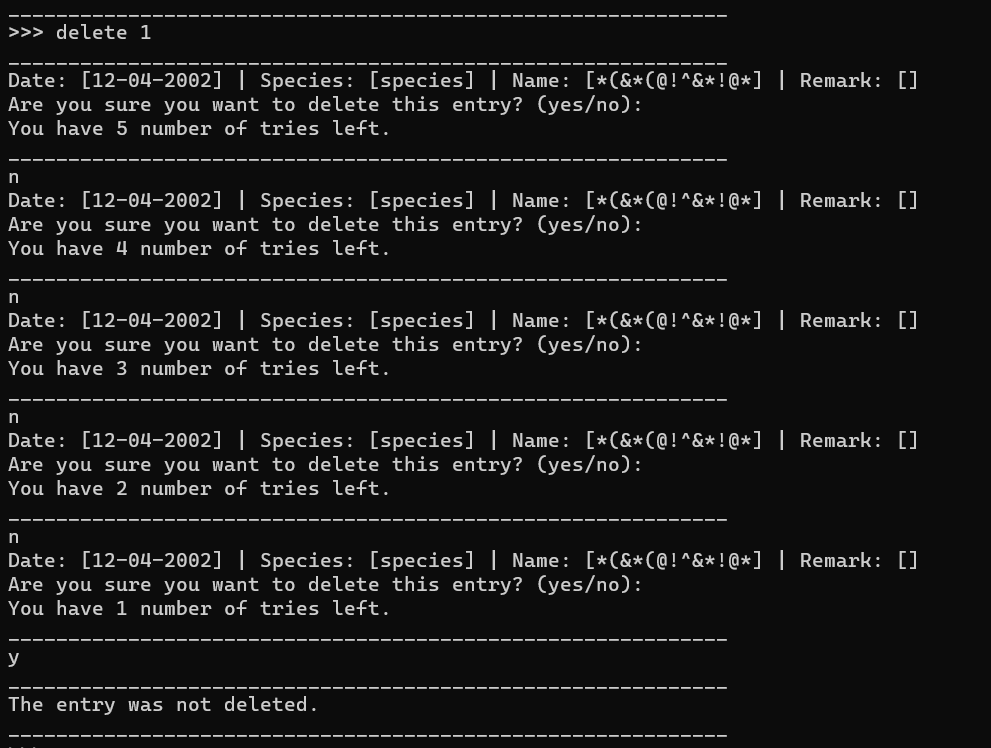 ____________________________________________________________
>>> delete 1
____________________________________________________________
Date: [12-04-2002] | Species: [species] | Name: [*(&*(@!^&*!@*] | Remark: []
Are you sure you want to delete this entry? (yes/no):
You have 5 number of tries left.
____________________________________________________________
n
Date: [12-04-2002] | Species: [species] | Name: [*(&*(@!^&*!@*] | Remark: []
Are you sure you want to delete this entry? (yes/no):
You have 4 number of tries left.
____________________________________________________________
n
Date: [12-04-2002] | Species: [species] | Name: [*(&*(@!^&*!@*] | Remark: []
Are you sure you want to delete this entry? (yes/no):
You have 3 number of tries left.
____________________________________________________________
n
Date: [12-04-2002] | Species: [species] | Name: [*(&*(@!^&*!@*] | Remark: []
Are you sure you want to delete this entry? (yes/no):
You have 2 number of tries left.
____________________________________________________________
n
Date: [12-04-2002] | Species: [species] | Name: [*(&*(@!^&*!@*] | Remark: []
Are you sure you want to delete this entry? (yes/no):
You have 1 number of tries left.
____________________________________________________________
y
____________________________________________________________
The entry was not deleted.
____________________________________________________________